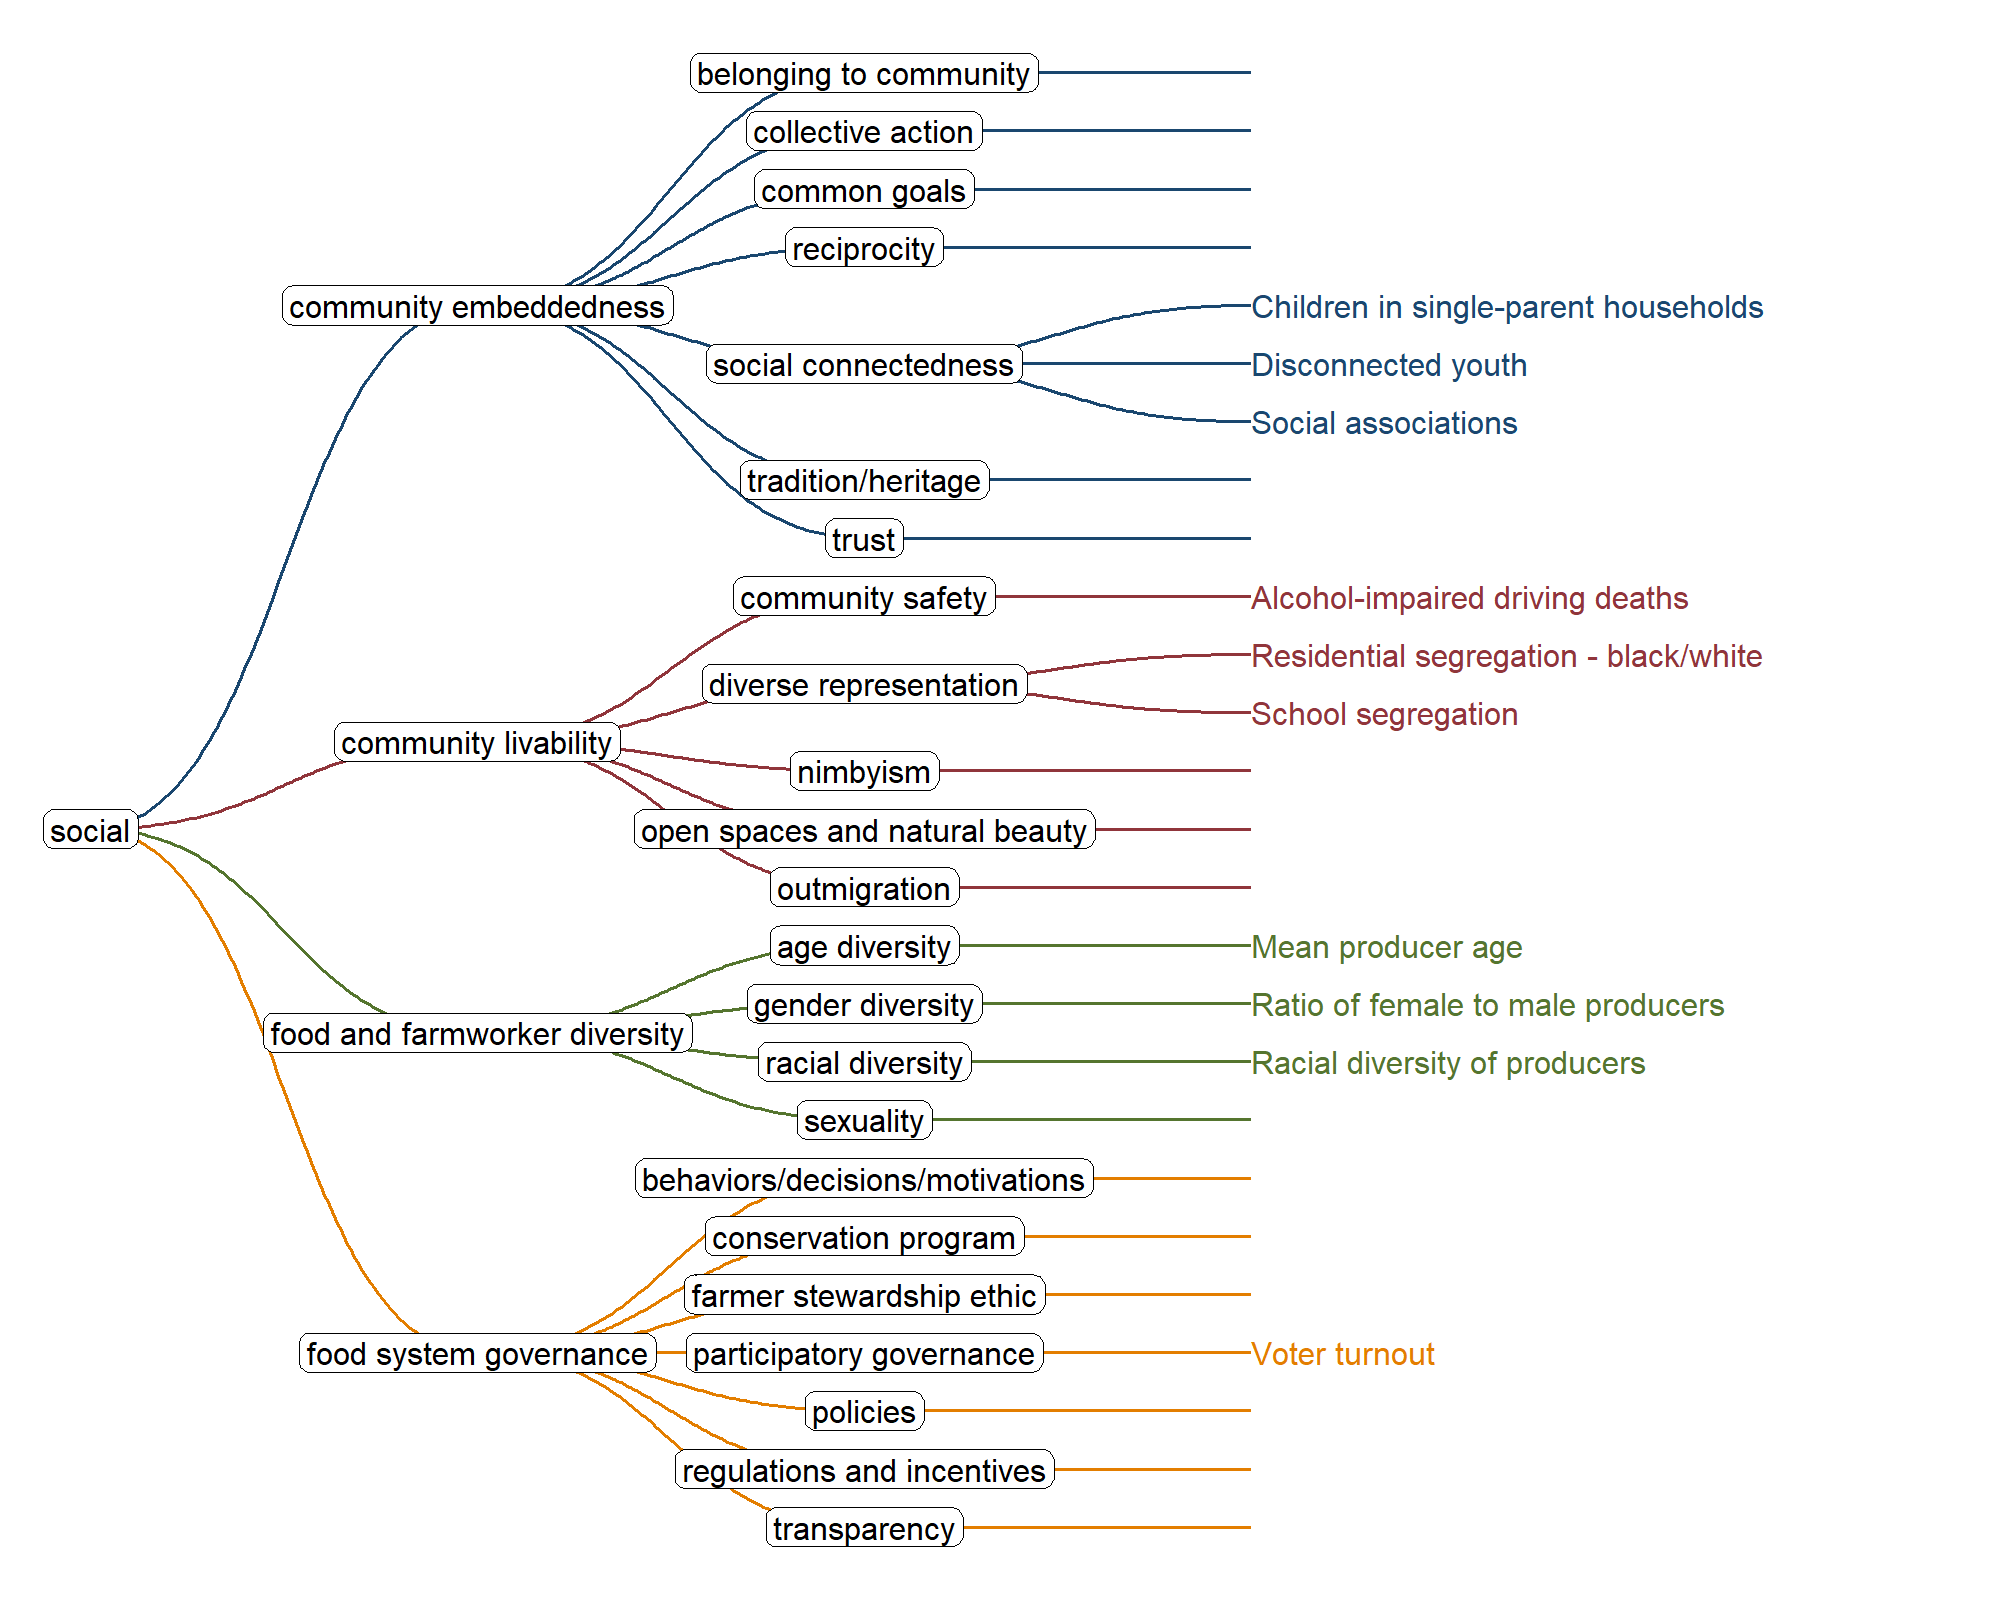 social
community embeddedness
belonging to community
collective action
common goals
reciprocity
social connectedness
Children in single-parent households
Disconnected youth
Social associations
tradition/heritage
trust
community livability
community safety
Alcohol-impaired driving deaths
diverse representation
Residential segregation - black/white
School segregation
nimbyism
open spaces and natural beauty
outmigration
food and farmworker diversity
age diversity
Mean producer age
gender diversity
Ratio of female to male producers
racial diversity
Racial diversity of producers
sexuality
food system governance
behaviors/decisions/motivations
conservation program
farmer stewardship ethic
participatory governance
Voter turnout
policies
regulations and incentives
transparency